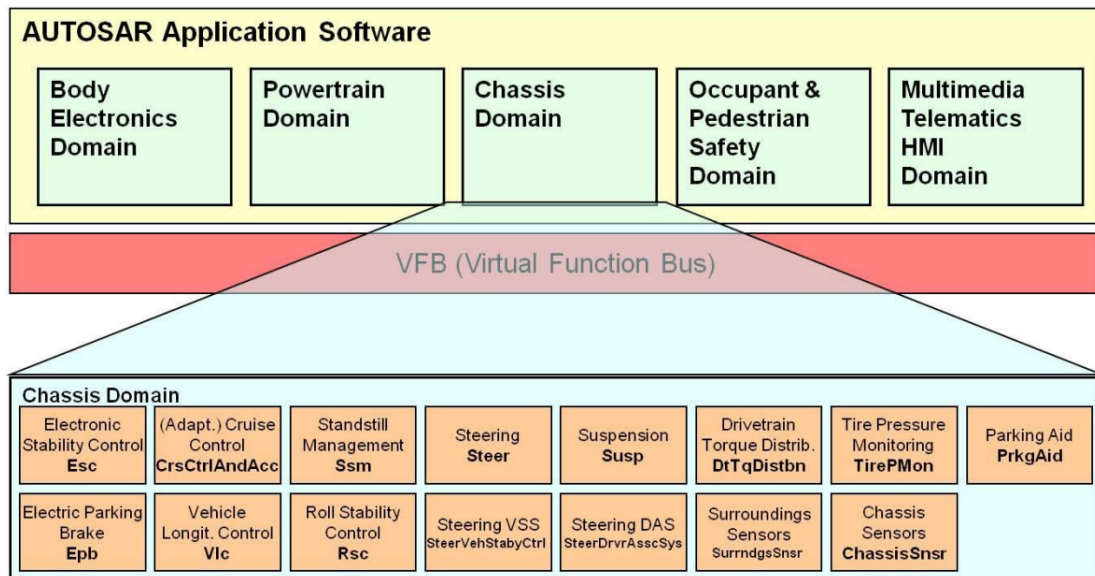 AUTOSAR Application Software
Body
Electronics
Domain
Powertrain
Domain
Chassis
Domain
Occupant &
Pedestrian
Safety
Domain
Multimedia
Telematics
HMI
Domain
VFB (Virtual Function Bus)
Chassis Domain
Electronic
Stability Control
Esc
(Adapt.) Cruise
Control
CrsCtrlAndAcc
Standstill
Management
Ssm
Steering
Steer
Suspension
Susp
Drivetrain
Torque Distrib.
DtTqDistbn
Tire Pressure
Monitoring
TirePMon
Parking Aid
PrkgAid
Electric Parking
Brake
Epb
Vehicle
Longit. Control
Vlc
Roll Stability
Control
Rsc
Steering VSS
SteerVehStabyCtrl
Steering DAS
SteerDrvrAsscSys
Surroundings
Sensors
SurrndgsSnsr
Chassis
Sensors
ChassisSnsr